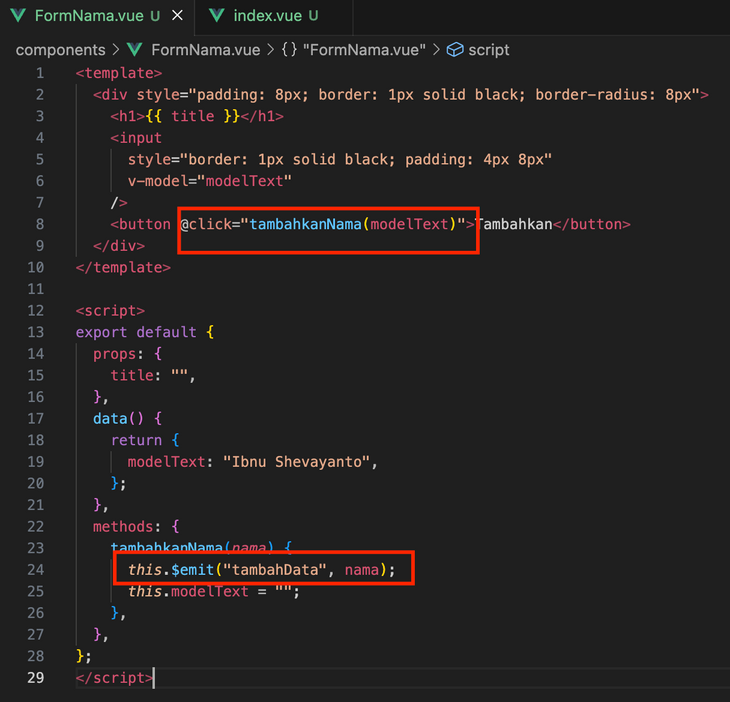 FormNama.vue U × index.vue U
components > FormNama.vue > {} "FormNama.vue" > script
1 <template>
2 <div style="padding: 8px; border: 1px solid black; border-radius: 8px">
3 <h1>{{ title }}</h1>
4 <input
5 style="border: 1px solid black; padding: 4px 8px"
6 v-model="modelText"
7 />
8 <button @click="tambahkanNama(modelText)">Tambahkan</button>
9 </div>
10 </template>
11
12 <script>
13 export default {
14 props: {
15 title: "",
16 },
17 data() {
18 return {
19 modelText: "Ibnu Shevayanto",
20 };
21 },
22 methods: {
23 tambahkanNama(nama) {
24 this.$emit("tambahData", nama);
25 this.modelText = "";
26 },
27 },
28 };
29 </script>